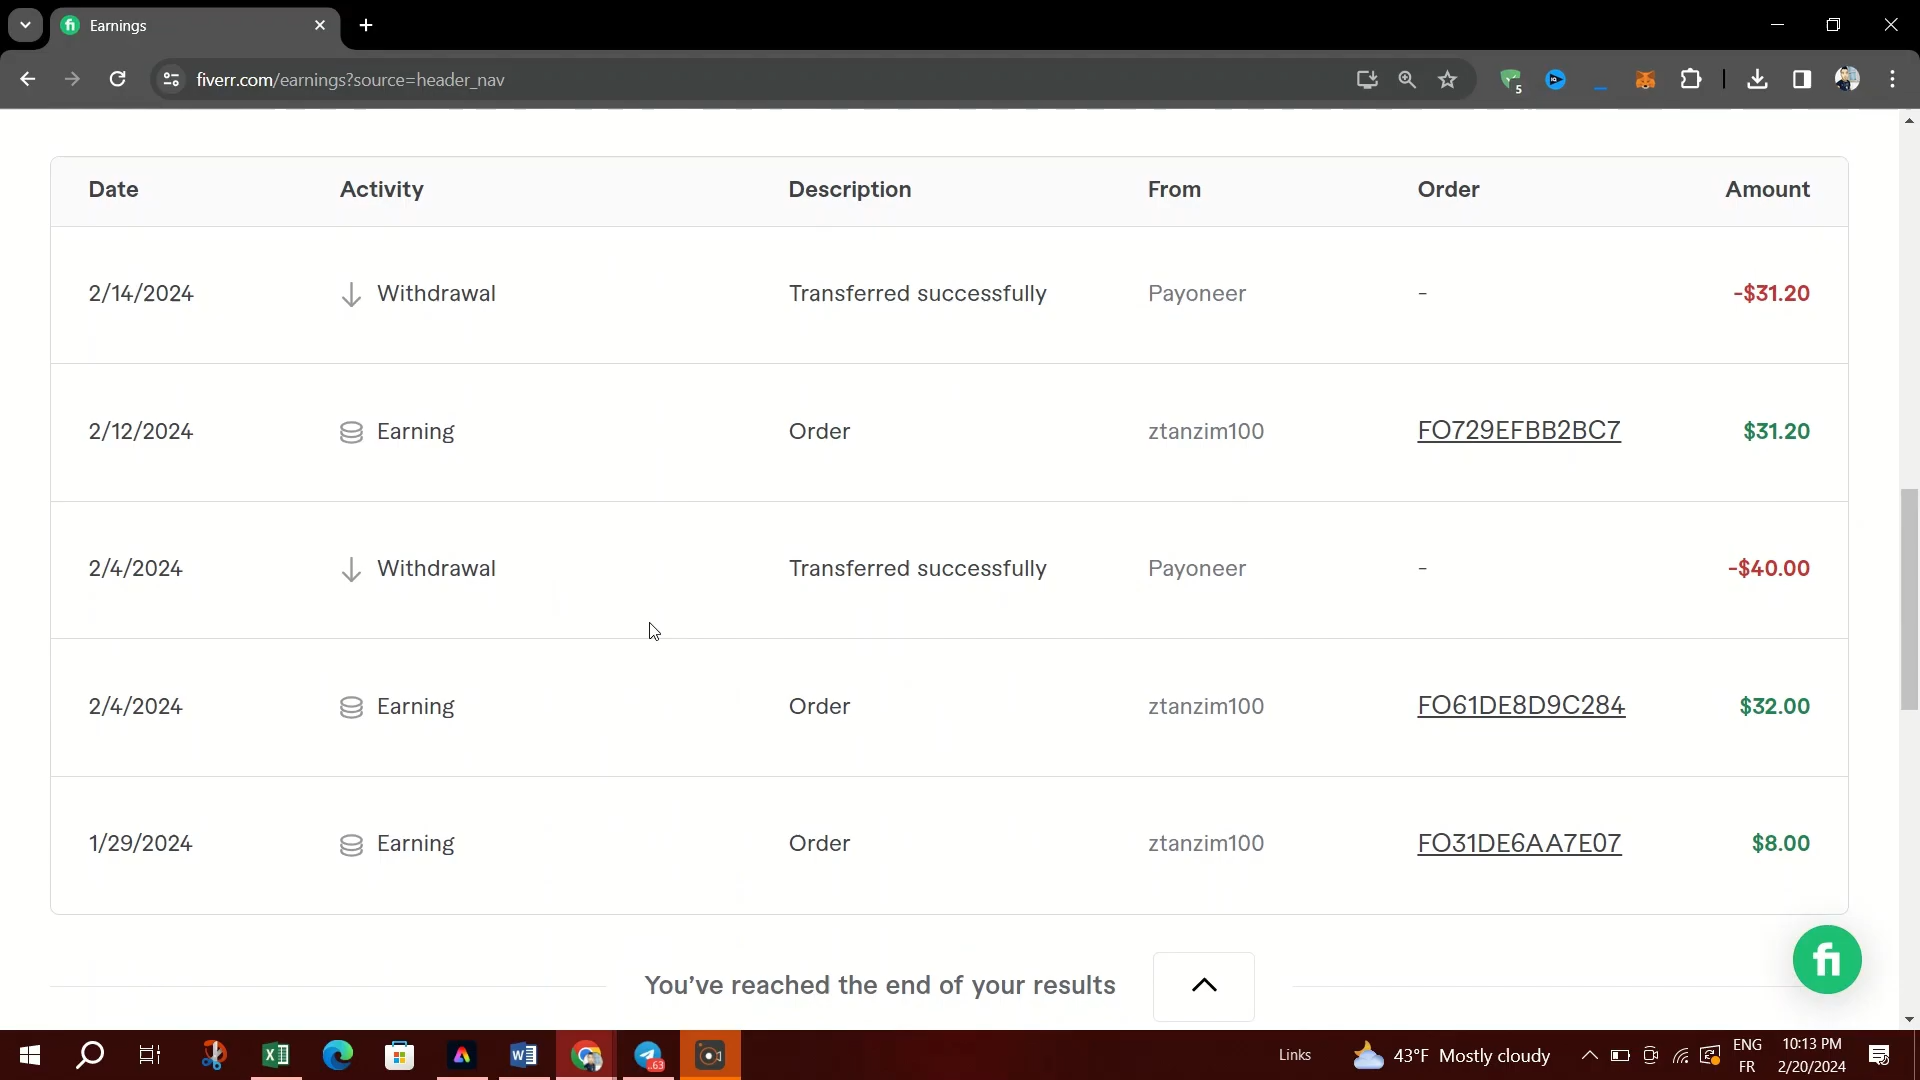 Earnings
fiverr.com/earnings?source=header_nav
5
Date Activity Description From Order Amount
2/14/2024 Withdrawal Transferred successfully Payoneer - -$31.20
2/12/2024 Earning Order ztanzim100 FO729EFBB2BC7 $31.20
2/4/2024 Withdrawal Transferred successfully Payoneer - -$40.00
2/4/2024 Earning Order ztanzim100 FO61DE8D9C284 $32.00
1/29/2024 Earning Order ztanzim100 FO31DE6AA7E07 $8.00
You've reached the end of your results
fi
Links 43°F Mostly cloudy ENG 10:13 PM
FR 2/20/2024
..63